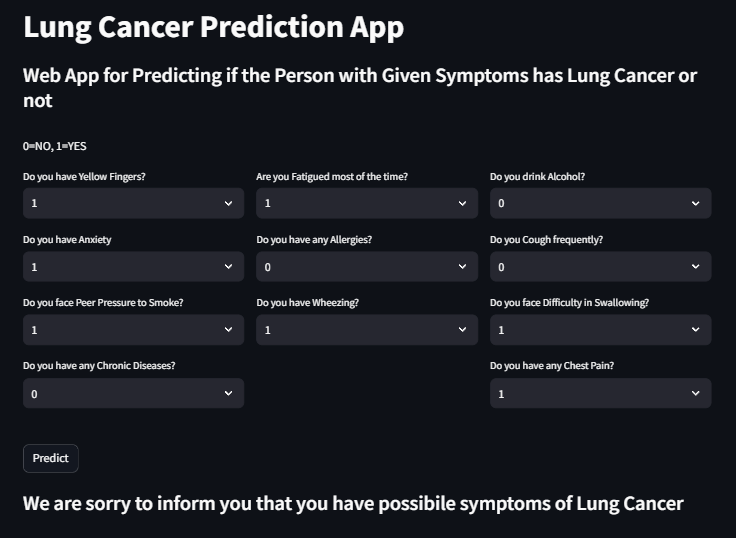 Lung Cancer Prediction App
Web App for Predicting if the Person with Given Symptoms has Lung Cancer or
not
0=NO, 1=YES
Do you have Yellow Fingers?
1
Are you Fatigued most of the time?
1
Do you drink Alcohol?
0
Do you have Anxiety
1
Do you have any Allergies?
0
Do you Cough frequently?
0
Do you face Peer Pressure to Smoke?
1
Do you have Wheezing?
1
Do you face Difficulty in Swallowing?
1
Do you have any Chronic Diseases?
0
Do you have any Chest Pain?
1
Predict
We are sorry to inform you that you have possibile symptoms of Lung Cancer